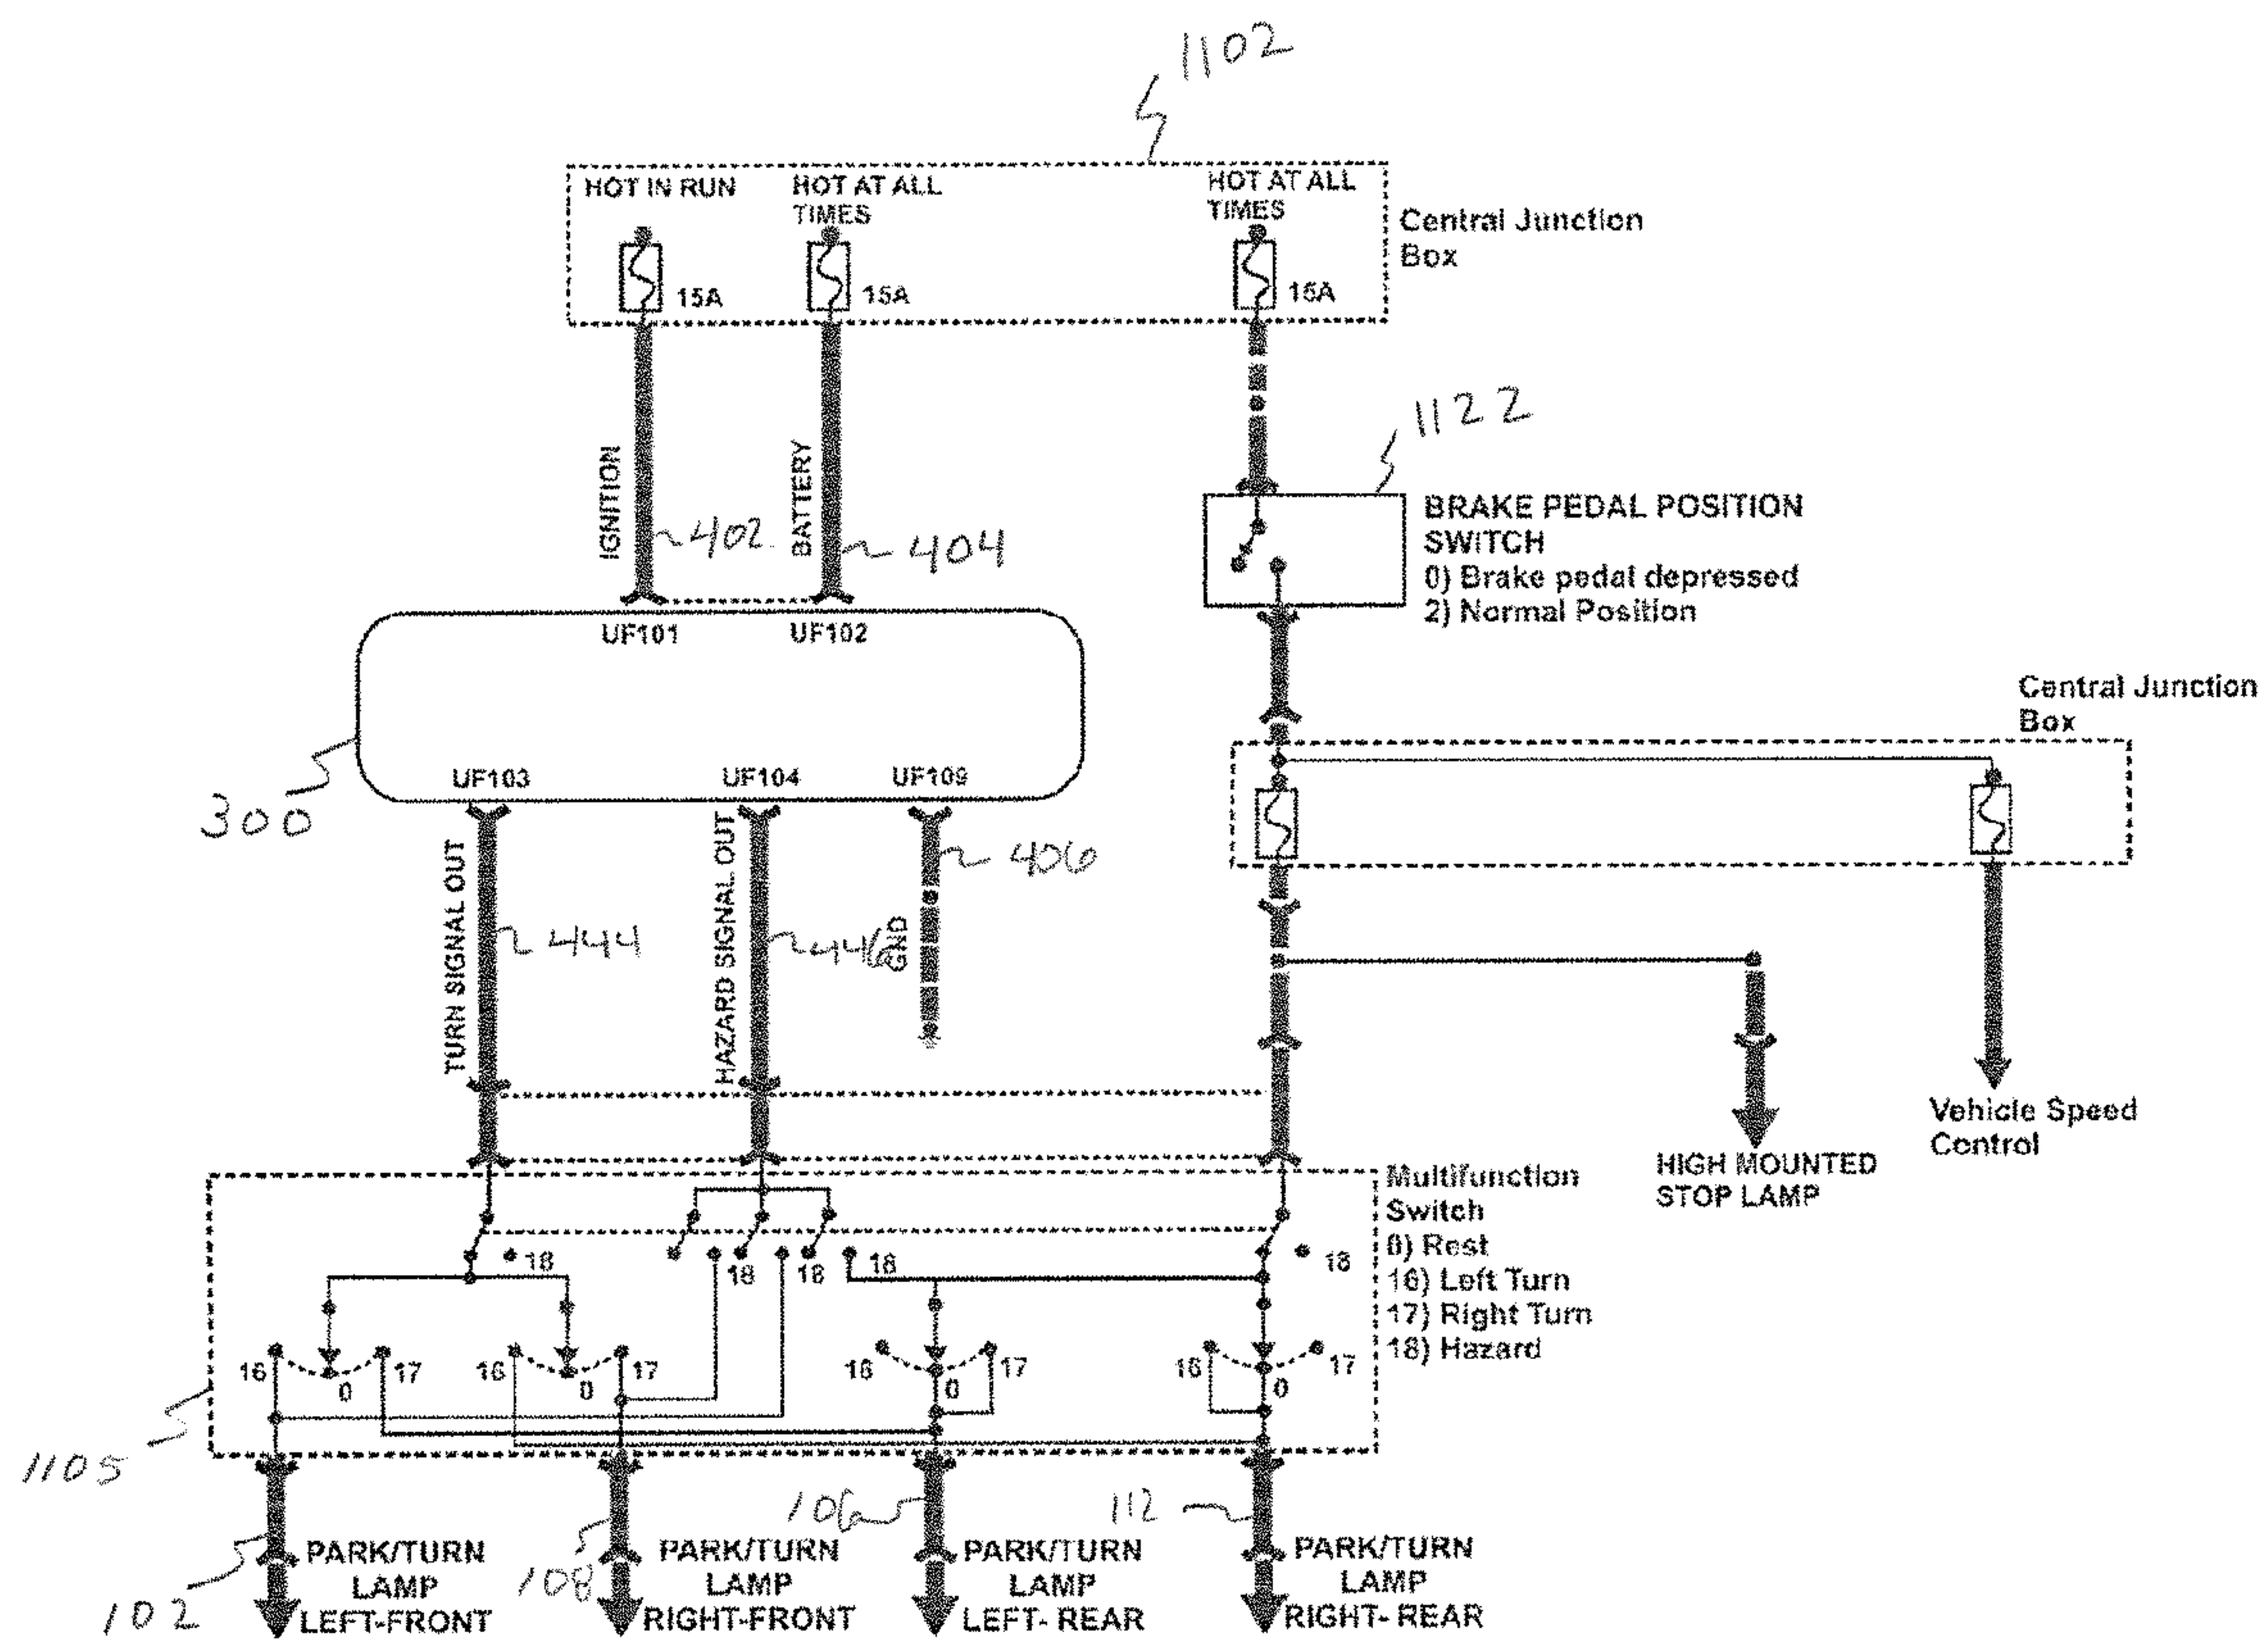 1102
HOT IN RUN
HOT AT ALL
TIMES
HOT AT ALL
TIMES
Central Junction
Box
15A
15A
15A
1122
IGNITION
402
BATTERY
404
BRAKE PEDAL POSITION
SWITCH
0) Brake pedal depressed
2) Normal Position
UF101
UF102
Central Junction
Box
300
UF103
UF104
UF109
TURN SIGNAL OUT
444
HAZARD SIGNAL OUT
446
GND
406
Vehicle Speed
Control
HIGH MOUNTED
STOP LAMP
Multifunction
Switch
0) Rest
16) Left Turn
17) Right Turn
18) Hazard
18
18
18
18
18
16
0
17
16
0
17
16
0
17
16
0
17
1105
102
PARK/TURN
LAMP
LEFT-FRONT
108
PARK/TURN
LAMP
RIGHT-FRONT
106
PARK/TURN
LAMP
LEFT- REAR
112
PARK/TURN
LAMP
RIGHT- REAR